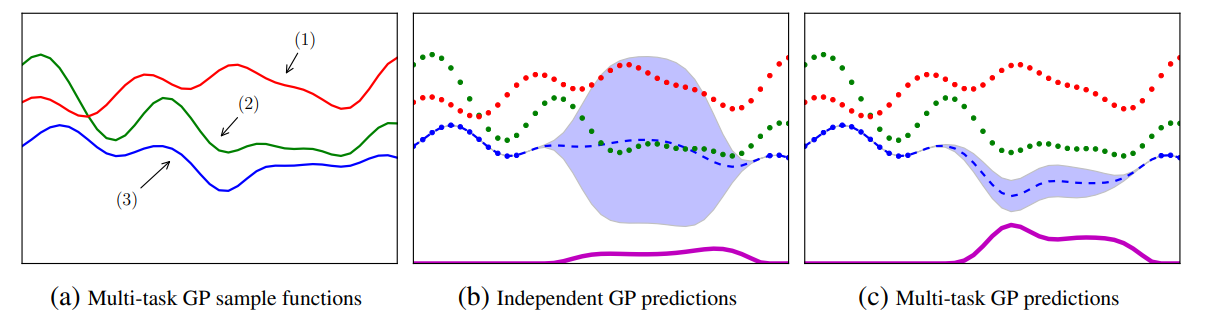 (1)
(2)
(3)
(a) Multi-task GP sample functions
(b) Independent GP predictions
(c) Multi-task GP predictions